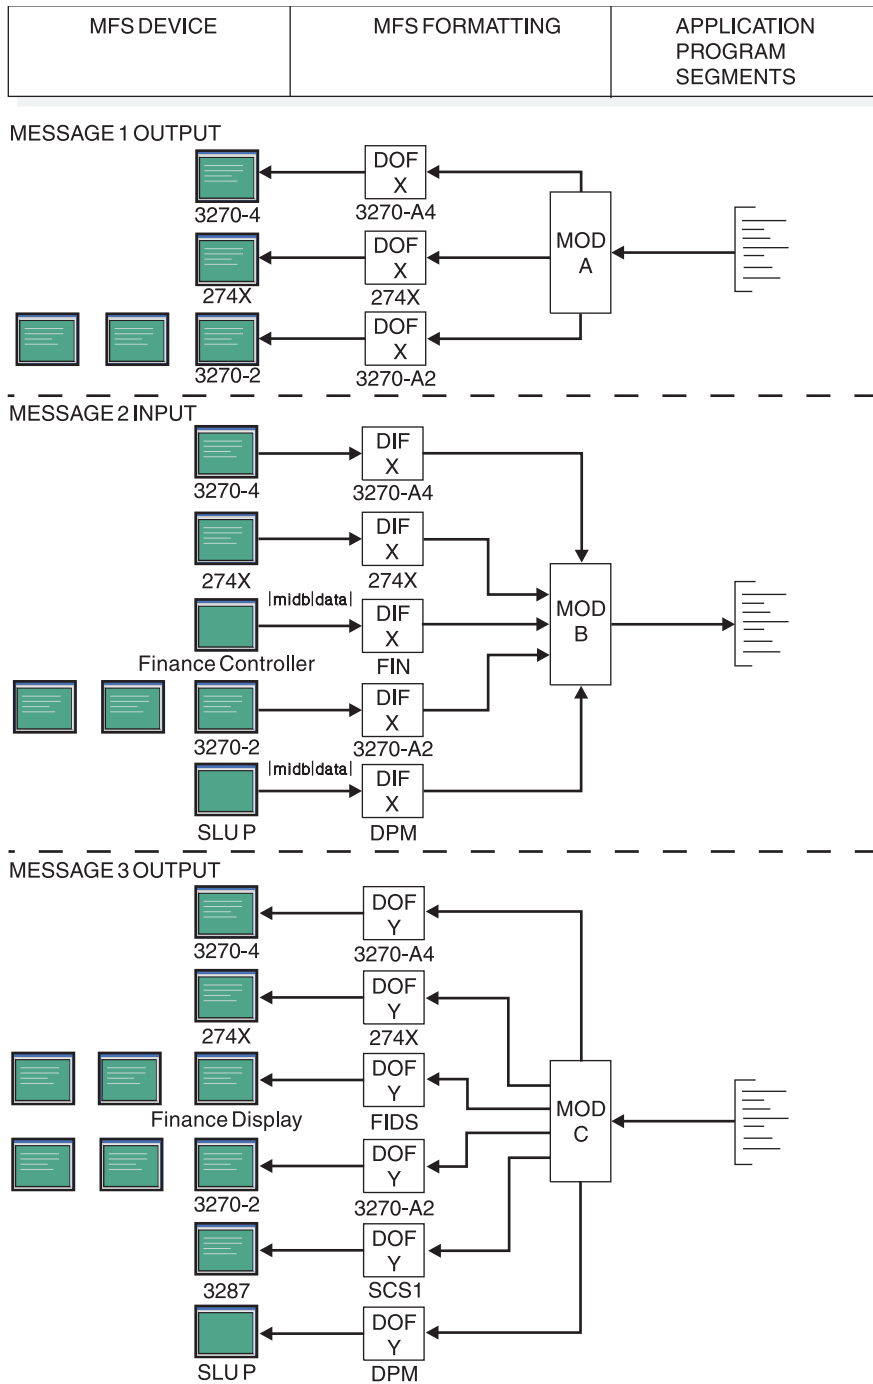 MFS DEVICE
MFS FORMATTING
APPLICATION
PROGRAM
SEGMENTS
MESSAGE 1 OUTPUT
3270-4
DOF
X
3270-A4
274X
DOF
X
274X
MOD
A
3270-2
DOF
X
3270-A2
MESSAGE 2 INPUT
3270-4
DIF
X
3270-A4
274X
DIF
X
274X
|midb|data|
Finance Controller
DIF
X
FIN
MOD
B
3270-2
DIF
X
3270-A2
|midb|data|
SLU P
DIF
X
DPM
MESSAGE 3 OUTPUT
3270-4
DOF
Y
3270-A4
274X
DOF
Y
274X
Finance Display
DOF
Y
FIDS
MOD
C
3270-2
DOF
Y
3270-A2
3287
DOF
Y
SCS1
SLU P
DOF
Y
DPM